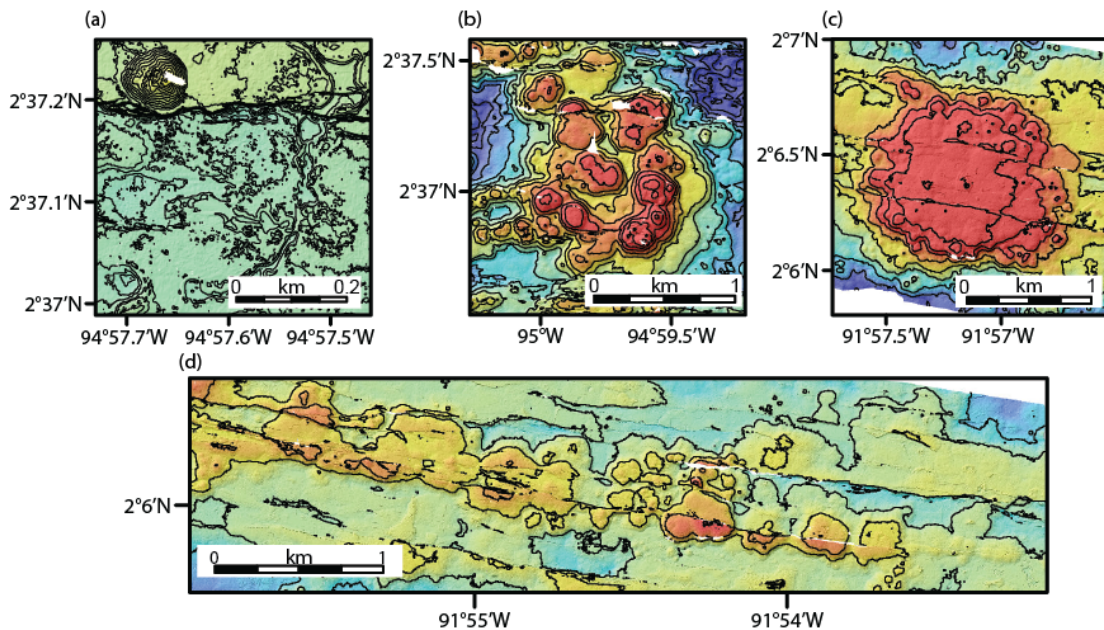 (a)
2°37.2'N
2°37.1'N
2°37'N
km
0 0.2
94°57.7'W 94°57.6'W 94°57.5'W
(b)
2°37.5'N
2°37'N
km
0 1
95°W 94°59.5'W
(c)
2°7'N
2°6.5'N
2°6'N
km
0 1
91°57.5'W 91°57'W
(d)
2°6'N
km
0 1
91°55'W 91°54'W